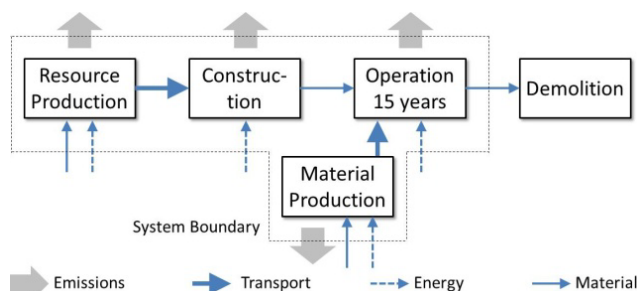 Resource
Production
Construc-
tion
Operation
15 years
Demolition
Material
Production
System Boundary
Emissions
Transport
Energy
Material